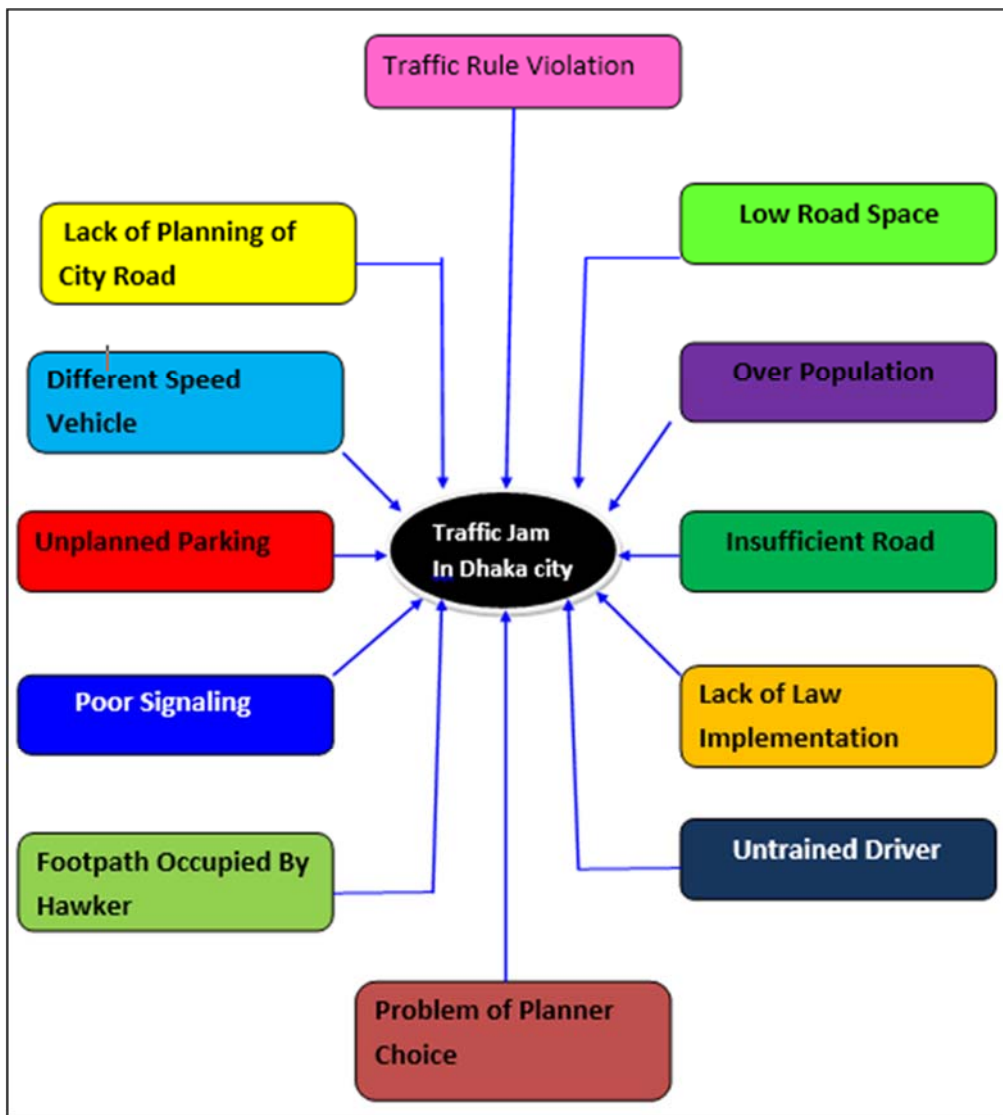 Traffic Rule Violation
Lack of Planning of
City Road
Low Road Space
Different Speed
Vehicle
Over Population
Unplanned Parking
Traffic Jam
In Dhaka city
Insufficient Road
Poor Signaling
Lack of Law
Implementation
Footpath Occupied By
Hawker
Untrained Driver
Problem of Planner
Choice